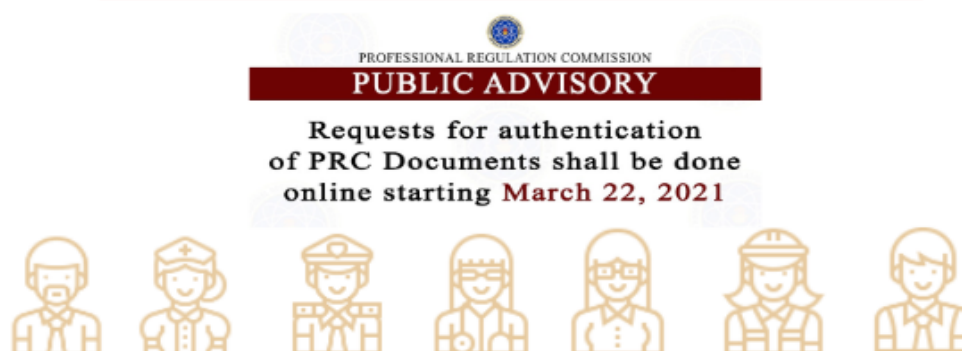 PROFESSIONAL REGULATION COMMISSION
PUBLIC ADVISORY
Requests for authentication
of PRC Documents shall be done
online starting March 22, 2021